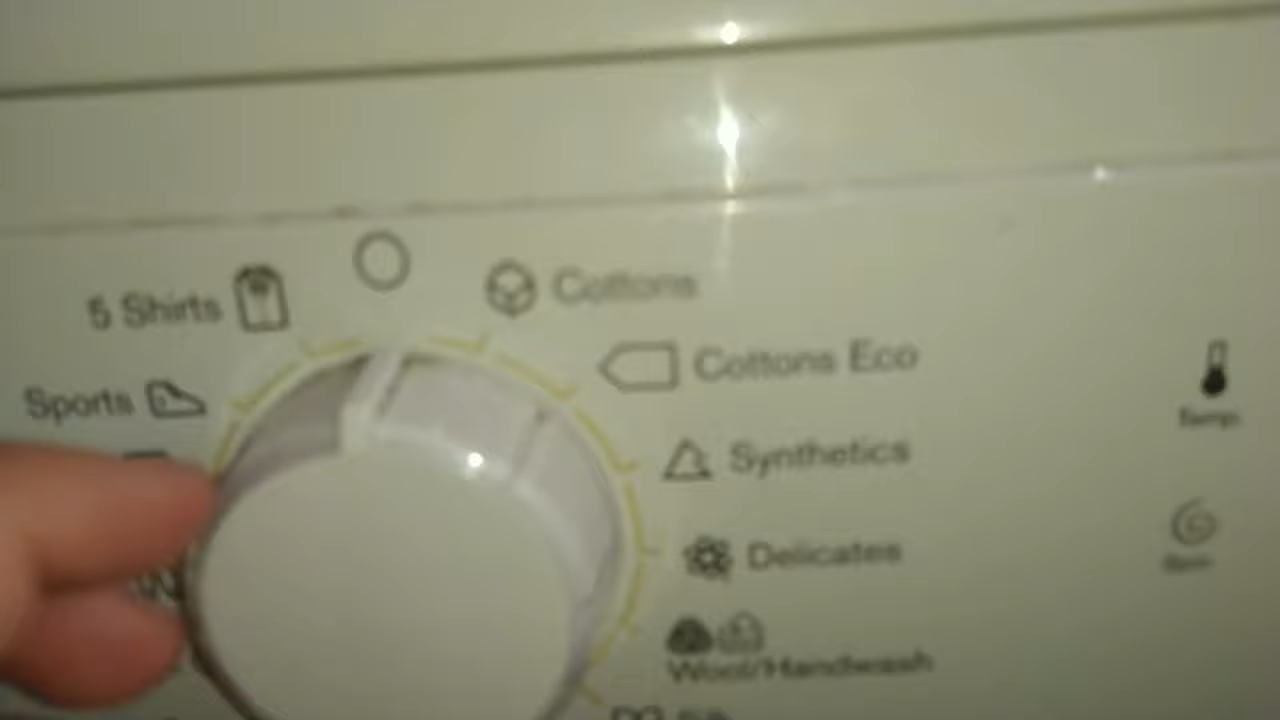 Cottons
5 Shirts
Cottons Eco
Sports
Temp.
Synthetics
Delicates
Spin
Wool/Handwash